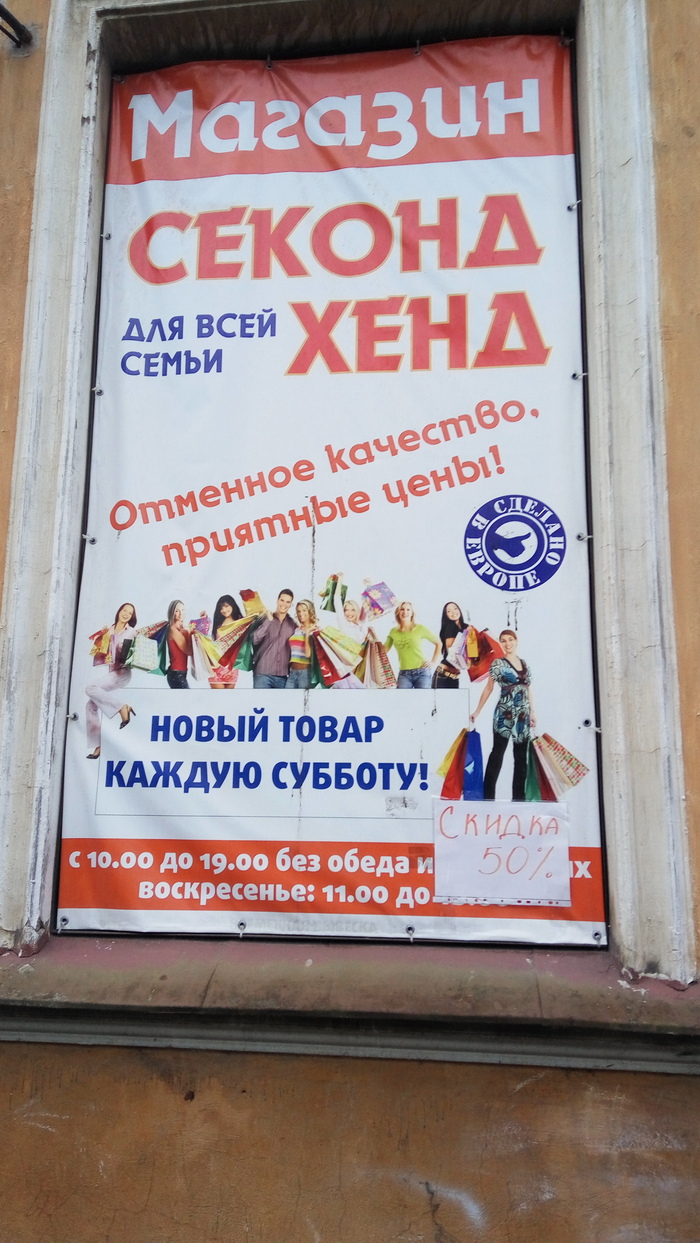 Магазин
СЕКОНД
ДЛЯ ВСЕЙ ХЕНД
СЕМЬИ
Отменное качество,
приятные цены!
Я СДЕЛАНО
В ЕВРОПЕ
НОВЫЙ ТОВАР
КАЖДУЮ СУББОТУ!
СКИДКА
50%
с 10.00 до 19.00 без обеда и
воскресенье: 11.00 до